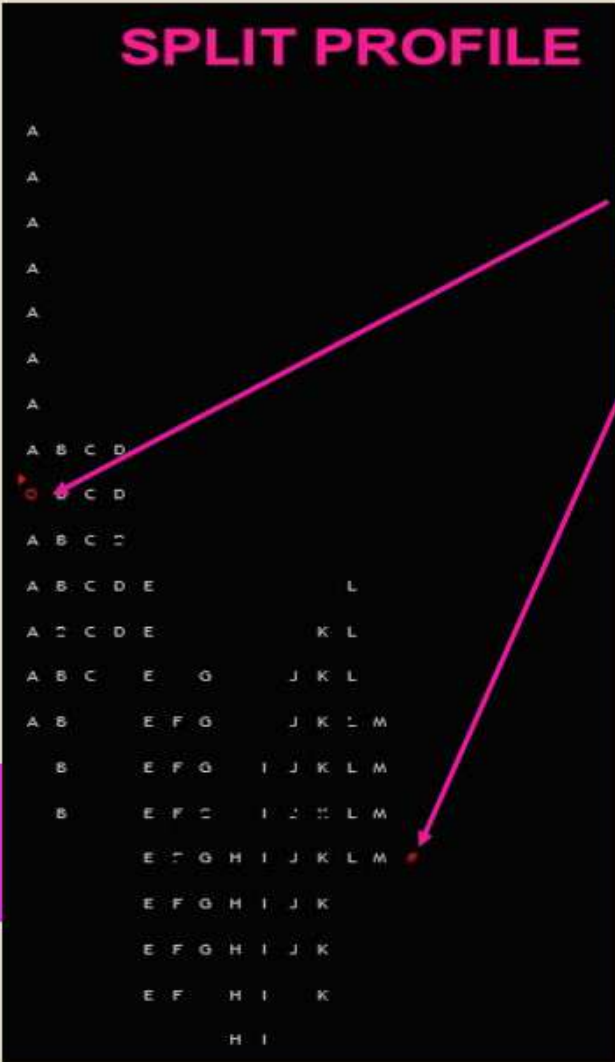 SPLIT PROFILE
A
A
A
A
A
A
A
A B C D
O C D
A B C
A B C D E L
A C D E K L
A B C E G J K L
A B E F G J K L M
B E F G I J K L M
B E F I L M
E G H I J K L M
E F G H I J K
E F G H I J K
E F H I K
H I